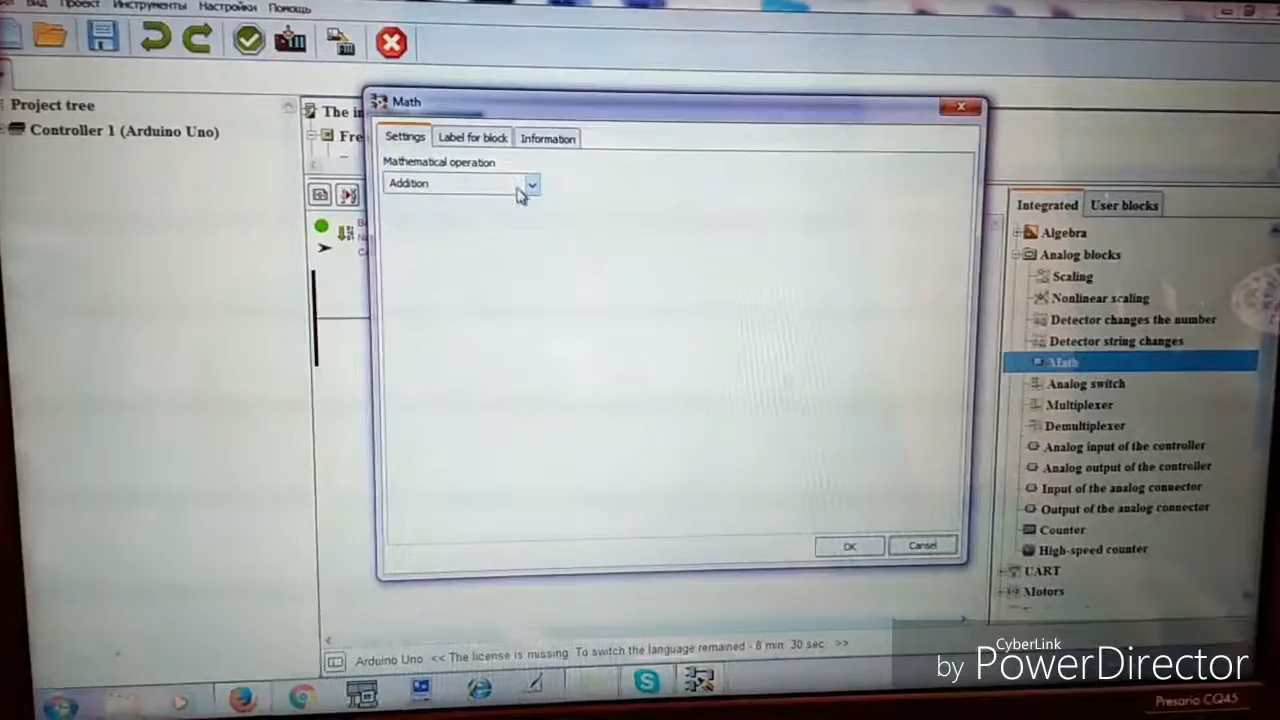 Вид Проект Инструменты Настройки Помощь
Project tree
Controller 1 (Arduino Uno)
The in
Fre
Math
Settings Label for block Information
Mathematical operation
Addition
OK Cansel
Integrated User blocks
Algebra
Analog blocks
Scaling
Nonlinear scaling
Detector changes the number
Detector string changes
Math
Analog switch
Multiplexer
Demultiplexer
Analog input of the controller
Analog output of the controller
Input of the analog connector
Output of the analog connector
Counter
High-speed counter
UART
Motors
Arduino Uno << The license is missing. To switch the language remained - 8 min. 30 sec. >>
CyberLink
by PowerDirector
Presario CQ45